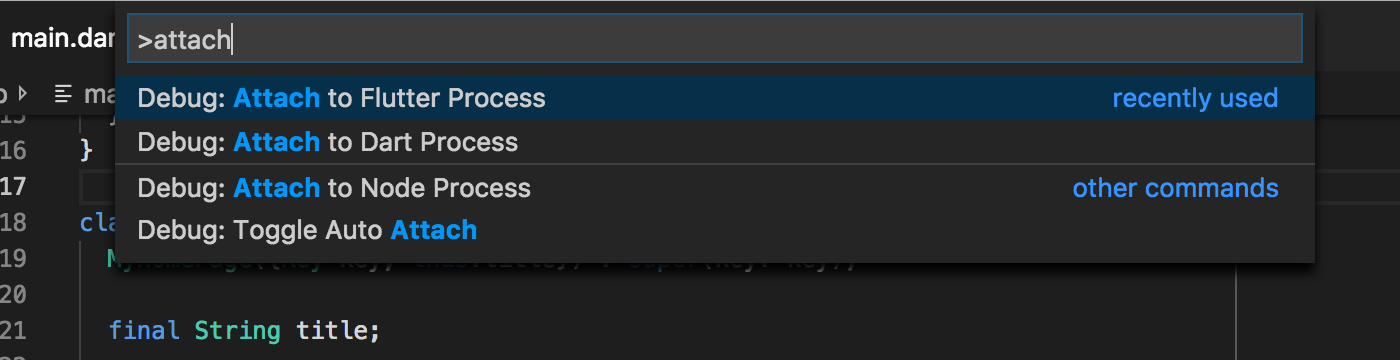 main.dar
>attach
Debug: Attach to Flutter Process recently used
Debug: Attach to Dart Process
16 }
17
Debug: Attach to Node Process other commands
18 cla
Debug: Toggle Auto Attach
19
20
21 final String title;